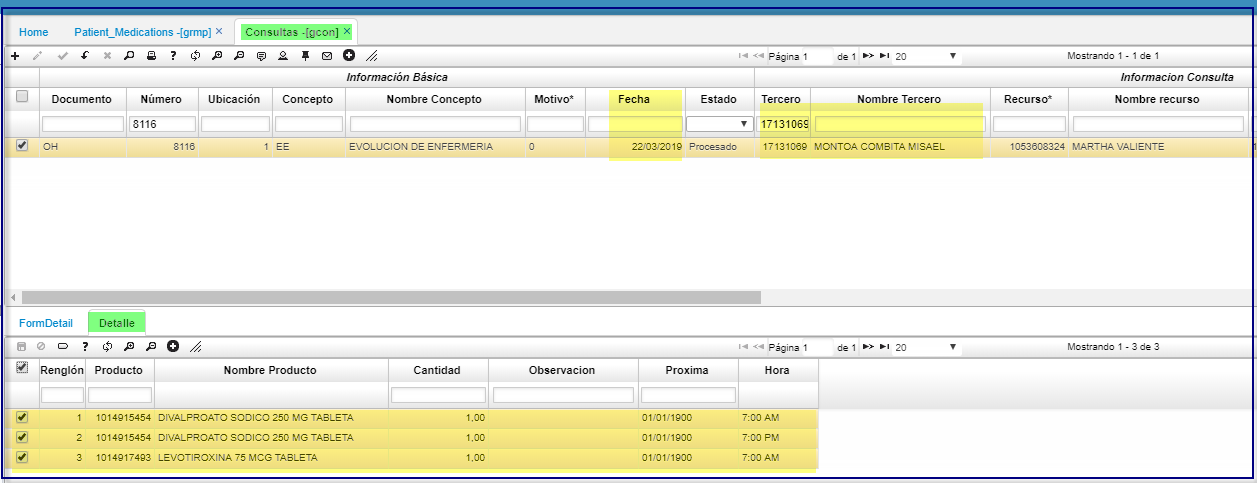 Home Patient_Medications -[grmp] × Consultas -[gcon] ×
Página 1 de 1 20 Mostrando 1 - 1 de 1
Información Básica Informacion Consulta
Documento Número Ubicación Concepto Nombre Concepto Motivo* Fecha Estado Tercero Nombre Tercero Recurso* Nombre recurso
8116 17131069
OH 8116 1 EE EVOLUCION DE ENFERMERIA 0 22/03/2019 Procesado 17131069 MONTOA COMBITA MISAEL 1053608324 MARTHA VALIENTE
FormDetail Detalle
Página 1 de 1 20 Mostrando 1 - 3 de 3
Renglón Producto Nombre Producto Cantidad Observacion Proxima Hora
1 1014915454 DIVALPROATO SODICO 250 MG TABLETA 1,00 01/01/1900 7:00 AM
2 1014915454 DIVALPROATO SODICO 250 MG TABLETA 1,00 01/01/1900 7:00 PM
3 1014917493 LEVOTIROXINA 75 MCG TABLETA 1,00 01/01/1900 7:00 AM